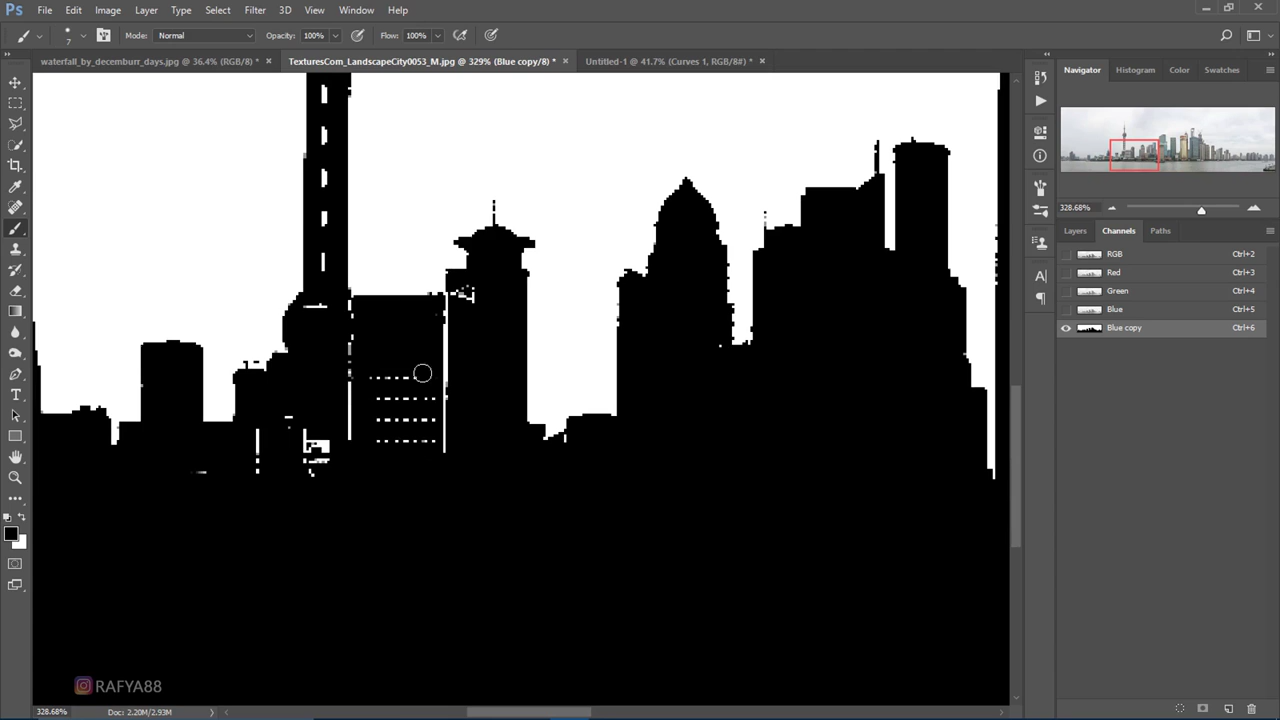 Ps File Edit Image Layer Type Select Filter 3D View Window Help
7 Mode: Normal Opacity: 100% Flow: 100%
waterfall_by_decemburr_days.jpg @ 36.4% (RGB/8) * × TexturesCom_LandscapeCity0053_M.jpg @ 329% (Blue copy/8) * × Untitled-1 @ 41.7% (Curves 1, RGB/8#) * ×
Navigator Histogram Color Swatches
328.68%
Layers Channels Paths
RGB Ctrl+2
Red Ctrl+3
Green Ctrl+4
Blue Ctrl+5
Blue copy Ctrl+6
RAFYA88
328.68% Doc: 2.20M/2.93M